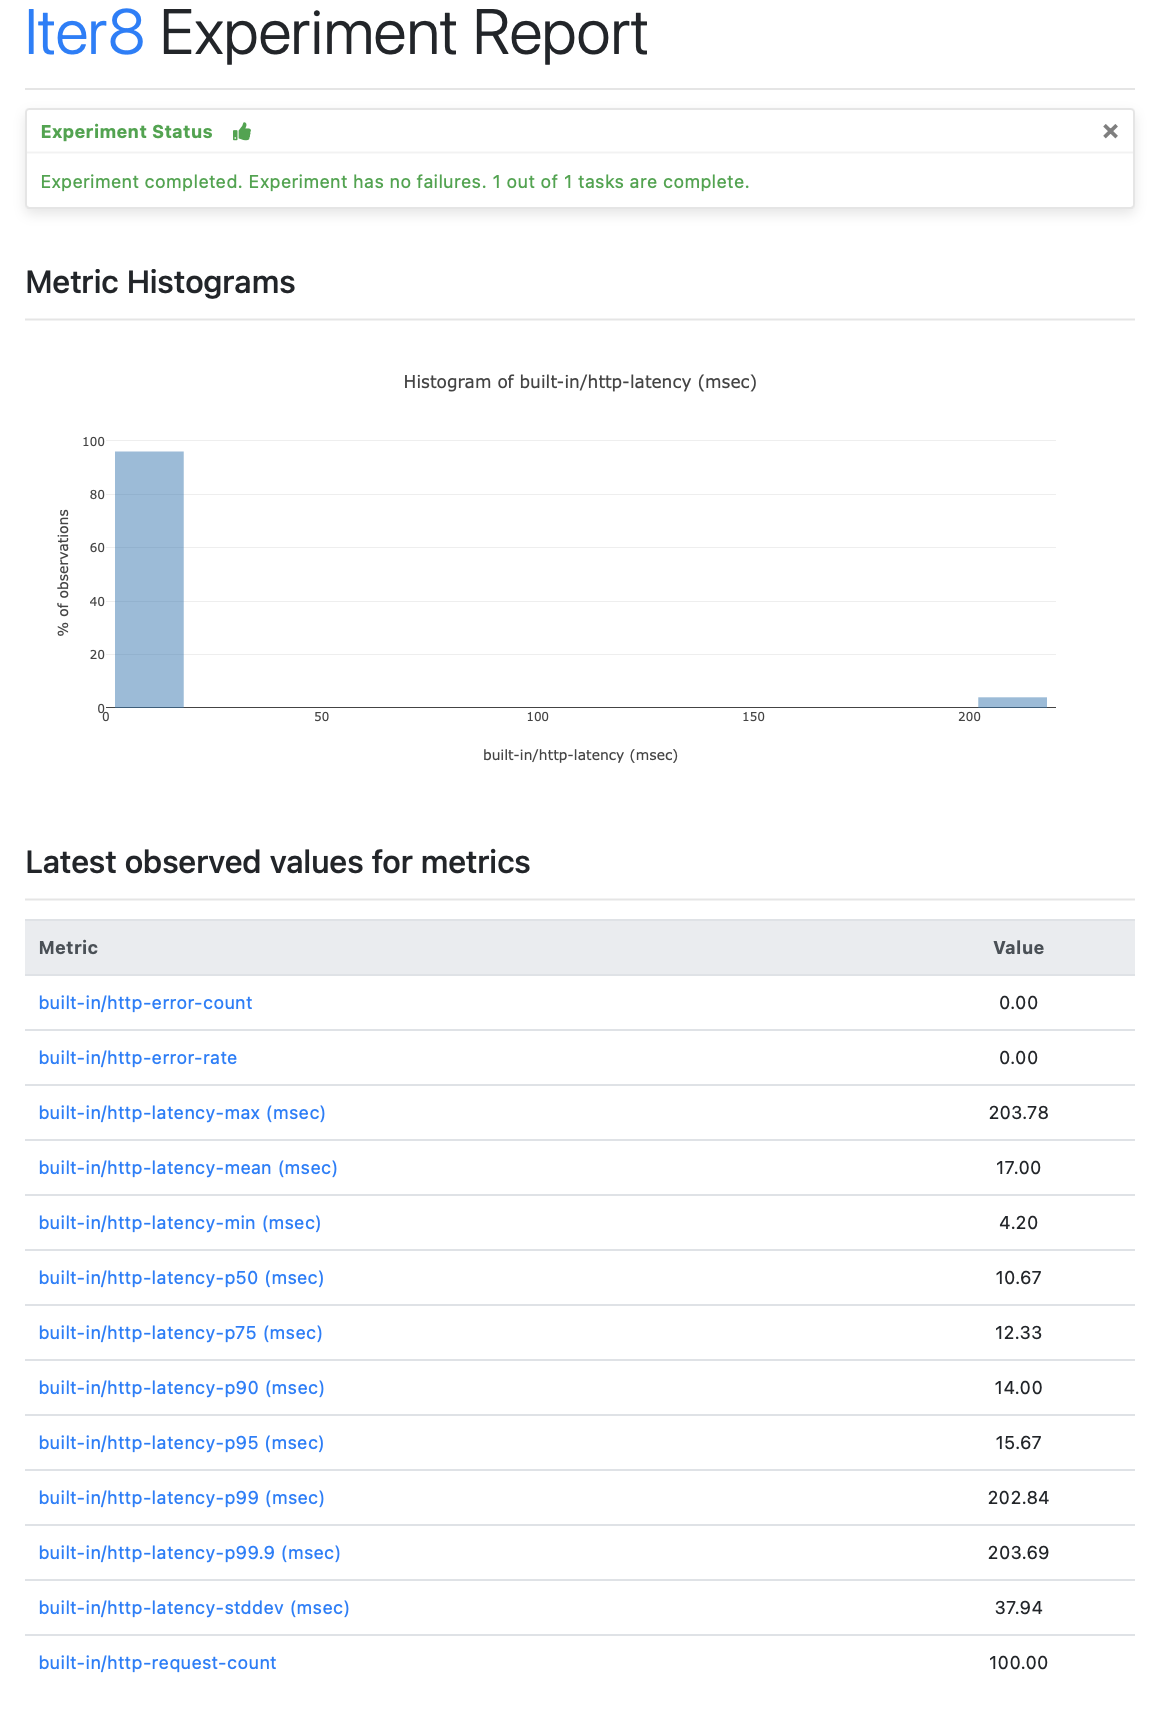 Iter8 Experiment Report
Experiment Status
Experiment completed. Experiment has no failures. 1 out of 1 tasks are complete.
Metric Histograms
Histogram of built-in/http-latency (msec)
100
80
60
40
20
0
% of observations
0 50 100 150 200
built-in/http-latency (msec)
Latest observed values for metrics
Metric Value
built-in/http-error-count 0.00
built-in/http-error-rate 0.00
built-in/http-latency-max (msec) 203.78
built-in/http-latency-mean (msec) 17.00
built-in/http-latency-min (msec) 4.20
built-in/http-latency-p50 (msec) 10.67
built-in/http-latency-p75 (msec) 12.33
built-in/http-latency-p90 (msec) 14.00
built-in/http-latency-p95 (msec) 15.67
built-in/http-latency-p99 (msec) 202.84
built-in/http-latency-p99.9 (msec) 203.69
built-in/http-latency-stddev (msec) 37.94
built-in/http-request-count 100.00